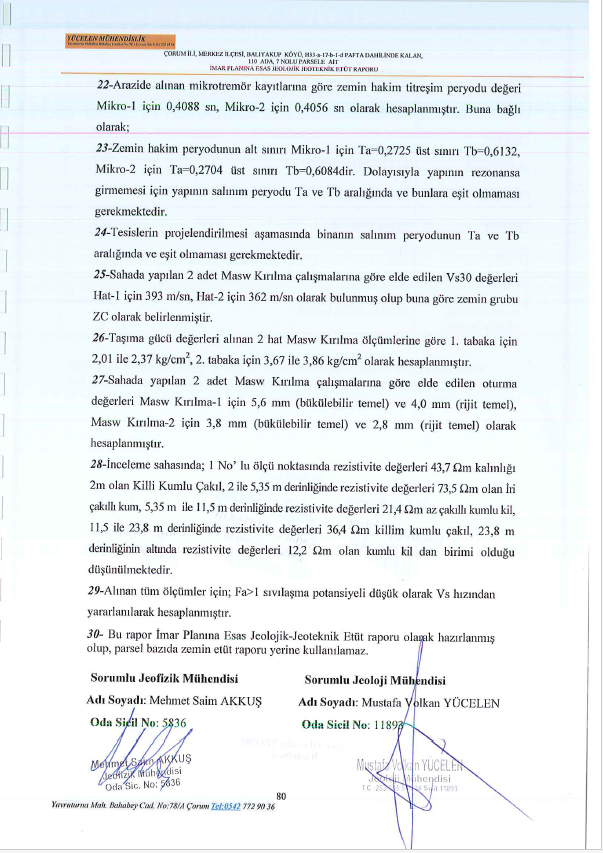 YÜCELEN MÜHENDİSLİK
ÇORUM İLİ, MERKEZ İLÇESİ, BALIYAKUP KÖYÜ, H33-a-17-b-1-d PAFTA DAHİLİNDE KALAN,
110 ADA, 7 NOLU PARSELE AİT
İMAR PLANINA ESAS JEOLOJİK JEOTEKNİK ETÜT RAPORU
22-Arazide alınan mikrotremör kayıtlarına göre zemin hakim titreşim peryodu değeri
Mikro-1 için 0,4088 sn, Mikro-2 için 0,4056 sn olarak hesaplanmıştır. Buna bağlı
olarak;
23-Zemin hakim peryodunun alt sınırı Mikro-1 için Ta=0,2725 üst sınırı Tb=0,6132,
Mikro-2 için Ta=0,2704 üst sınırı Tb=0,6084dir. Dolayısıyla yapının rezonansa
girmemesi için yapının salınım peryodu Ta ve Tb aralığında ve bunlara eşit olmaması
gerekmektedir.
24-Tesislerin projelendirilmesi aşamasında binanın salınım peryodunun Ta ve Tb
aralığında ve eşit olmaması gerekmektedir.
25-Sahada yapılan 2 adet Masw Kırılma çalışmalarına göre elde edilen Vs30 değerleri
Hat-1 için 393 m/sn, Hat-2 için 362 m/sn olarak bulunmuş olup buna göre zemin grubu
ZC olarak belirlenmiştir.
26-Taşıma gücü değerleri alınan 2 hat Masw Kırılma ölçümlerine göre 1. tabaka için
2,01 ile 2,37 kg/cm², 2. tabaka için 3,67 ile 3,86 kg/cm² olarak hesaplanmıştır.
27-Sahada yapılan 2 adet Masw Kırılma çalışmalarına göre elde edilen oturma
değerleri Masw Kırılma-1 için 5,6 mm (bükülebilir temel) ve 4,0 mm (rijit temel),
Masw Kırılma-2 için 3,8 mm (bükülebilir temel) ve 2,8 mm (rijit temel) olarak
hesaplanmıştır.
28-İnceleme sahasında; 1 No' lu ölçü noktasında rezistivite değerleri 43,7 Ωm kalınlığı
2m olan Killi Kumlu Çakıl, 2 ile 5,35 m derinliğinde rezistivite değerleri 73,5 Ωm olan İri
çakıllı kum, 5,35 m ile 11,5 m derinliğinde rezistivite değerleri 21,4 Ωm az çakıllı kumlu kil,
11,5 ile 23,8 m derinliğinde rezistivite değerleri 36,4 Ωm killim kumlu çakıl, 23,8 m
derinliğinin altında rezistivite değerleri 12,2 Ωm olan kumlu kil dan birimi olduğu
düşünülmektedir.
29-Alınan tüm ölçümler için; Fa>1 sıvılaşma potansiyeli düşük olarak Vs hızından
yararlanılarak hesaplanmıştır.
30- Bu rapor İmar Planına Esas Jeolojik-Jeoteknik Etüt raporu olarak hazırlanmış
olup, parsel bazıda zemin etüt raporu yerine kullanılamaz.
Sorumlu Jeofizik Mühendisi Sorumlu Jeoloji Mühendisi
Adı Soyadı: Mehmet Saim AKKUŞ Adı Soyadı: Mustafa Volkan YÜCELEN
Oda Sicil No: 5836 Oda Sicil No: 11893
Mehmet Saim AKKUŞ Mustafa Volkan YÜCELEN
Jeofizik Mühendisi Jeoloji Mühendisi
Oda Sic. No: 5836
80
Yavruturna Mah. Bahabey Cad. No:78/A Çorum Tel:0542 772 90 36